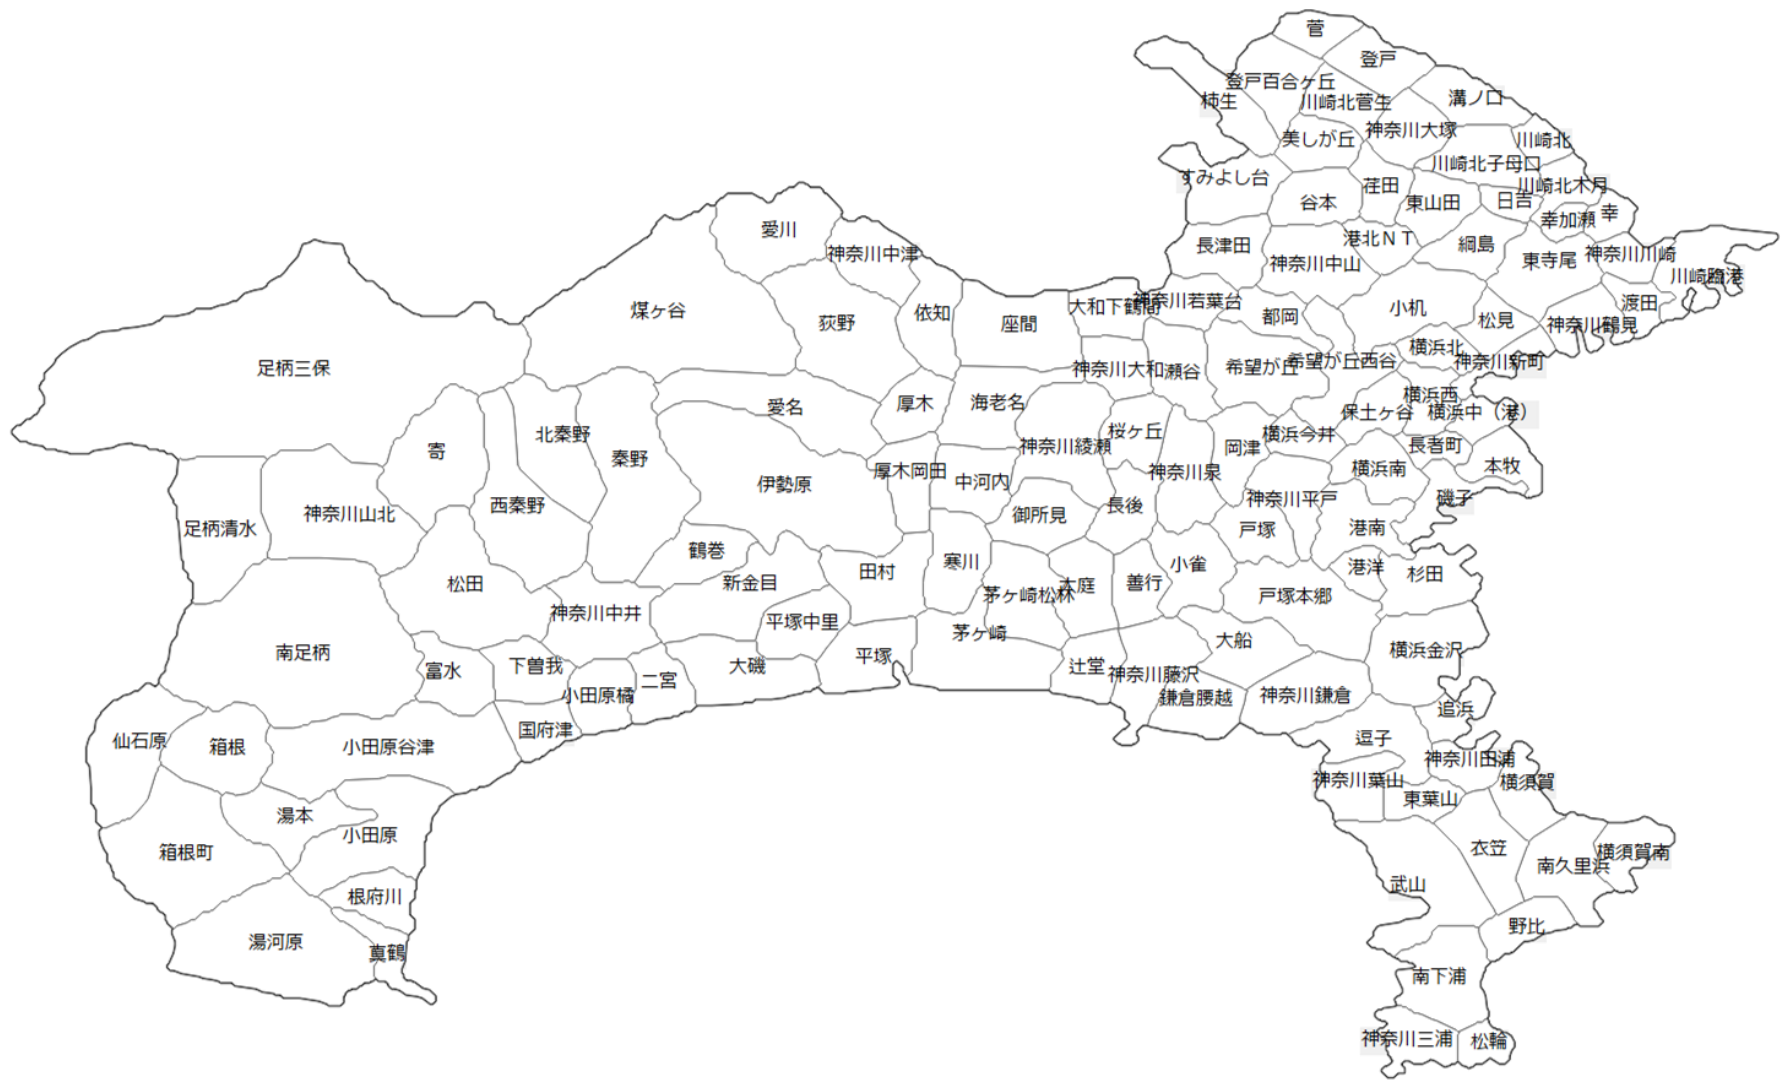 菅
登戸
登戸百合ヶ丘
柿生
川崎北菅生
溝ノ口
美しが丘
神奈川大塚
川崎北
川崎北子母口
すみよし台
谷本
荏田
東山田
日吉
川崎北木月
幸加瀬
幸
愛川
神奈川中津
長津田
神奈川中山
港北NT
綱島
東寺尾
神奈川川崎
川崎臨港
煤ヶ谷
荻野
依知
座間
大和下鶴間
神奈川若葉台
都岡
小机
松見
渡田
神奈川鶴見
足柄三保
神奈川大和
瀬谷
希望が丘
希望が丘西谷
横浜北
神奈川新町
愛名
厚木
海老名
横浜西
保土ヶ谷
横浜中（港）
寄
北秦野
秦野
神奈川綾瀬
桜ヶ丘
岡津
横浜今井
長者町
伊勢原
厚木岡田
中河内
神奈川泉
横浜南
本牧
足柄清水
神奈川山北
西秦野
御所見
長後
神奈川平戸
磯子
戸塚
港南
鶴巻
新金目
田村
寒川
小雀
港洋
杉田
松田
神奈川中井
平塚中里
茅ヶ崎松林
大庭
善行
戸塚本郷
南足柄
富水
下曽我
小田原橘
二宮
大磯
平塚
茅ヶ崎
辻堂
神奈川藤沢
大船
横浜金沢
鎌倉腰越
神奈川鎌倉
追浜
仙石原
箱根
小田原谷津
国府津
逗子
神奈川田浦
神奈川葉山
東葉山
横須賀
湯本
小田原
箱根町
衣笠
南久里浜
横須賀南
武山
根府川
湯河原
真鶴
野比
南下浦
神奈川三浦
松輪